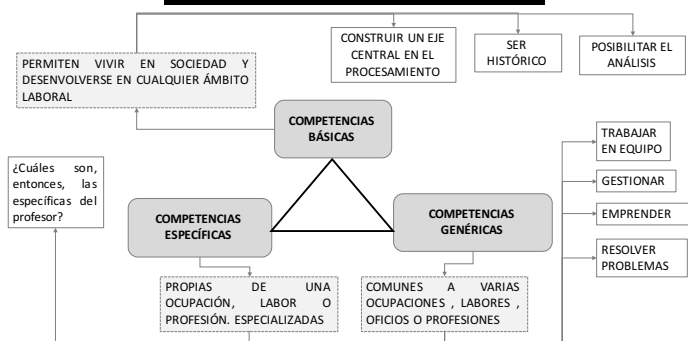 PERMITEN VIVIR EN SOCIEDAD Y
DESENVOLVERSE EN CUALQUIER ÁMBITO
LABORAL
CONSTRUIR UN EJE
CENTRAL EN EL
PROCESAMIENTO
SER
HISTÓRICO
POSIBILITAR EL
ANÁLISIS
COMPETENCIAS
BÁSICAS
TRABAJAR
EN EQUIPO
GESTIONAR
EMPRENDER
RESOLVER
PROBLEMAS
¿Cuáles son,
entonces, las
específicas del
profesor?
COMPETENCIAS
ESPECÍFICAS
COMPETENCIAS
GENÉRICAS
PROPIAS DE UNA
OCUPACIÓN, LABOR O
PROFESIÓN. ESPECIALIZADAS
COMUNES A VARIAS
OCUPACIONES , LABORES ,
OFICIOS O PROFESIONES